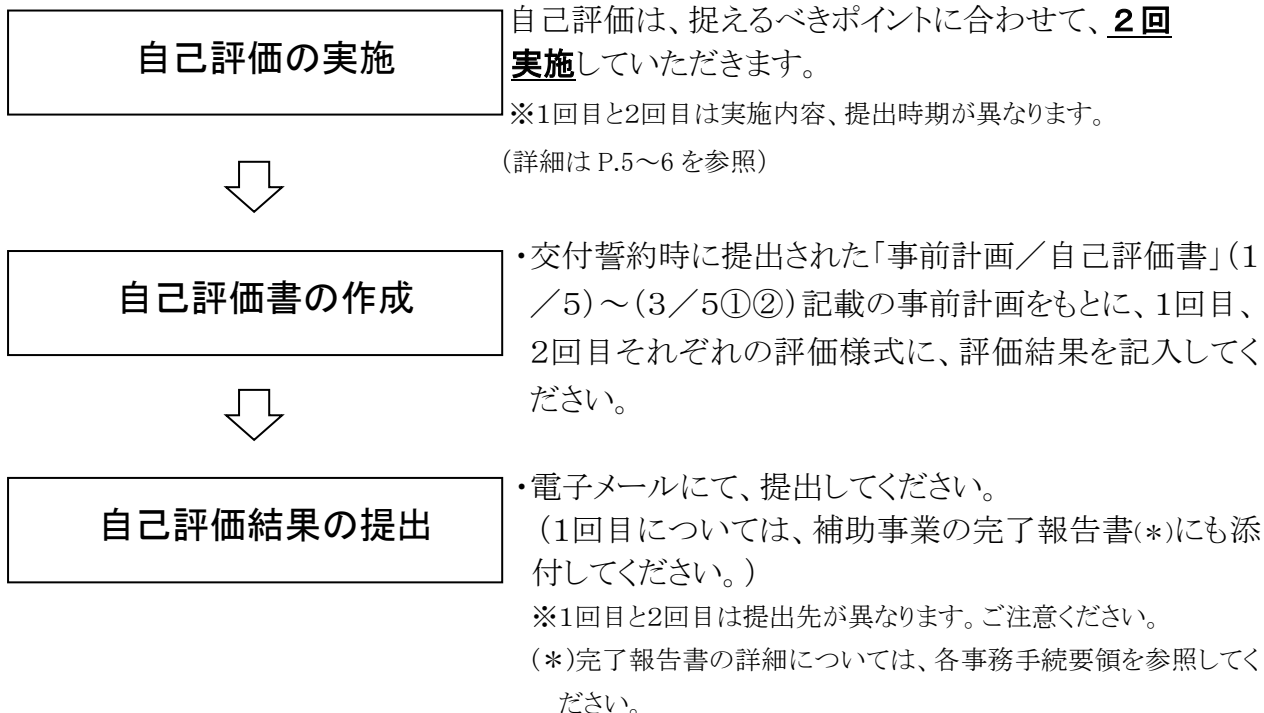 自己評価の実施
自己評価は、捉えるべきポイントに合わせて、２回
実施していただきます。
※1回目と2回目は実施内容、提出時期が異なります。
（詳細は P.5～6 を参照）
自己評価書の作成
・交付誓約時に提出された「事前計画／自己評価書」（１
／５）～（３／５①②）記載の事前計画をもとに、１回目、
２回目それぞれの評価様式に、評価結果を記入してく
ださい。
自己評価結果の提出
・電子メールにて、提出してください。
（１回目については、補助事業の完了報告書(＊)にも添
付してください。）
※1回目と2回目は提出先が異なります。ご注意ください。
(＊)完了報告書の詳細については、各事務手続要領を参照してく
ださい。